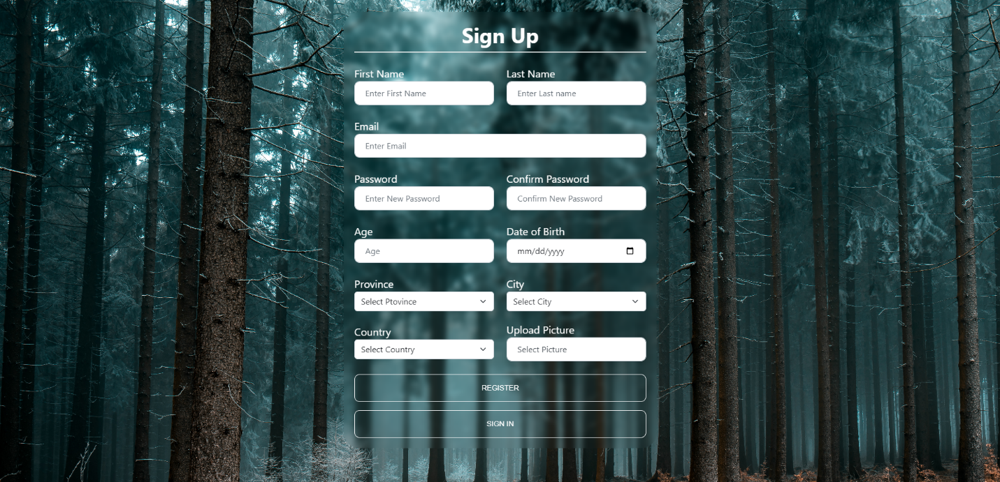 Sign Up
First Name Last Name
Enter First Name Enter Last name
Email
Enter Email
Password Confirm Password
Enter New Password Confirm New Password
Age Date of Birth
Age mm/dd/yyyy
Province City
Select Ptovince Select City
Country Upload Picture
Select Country Select Picture
REGISTER
SIGN IN